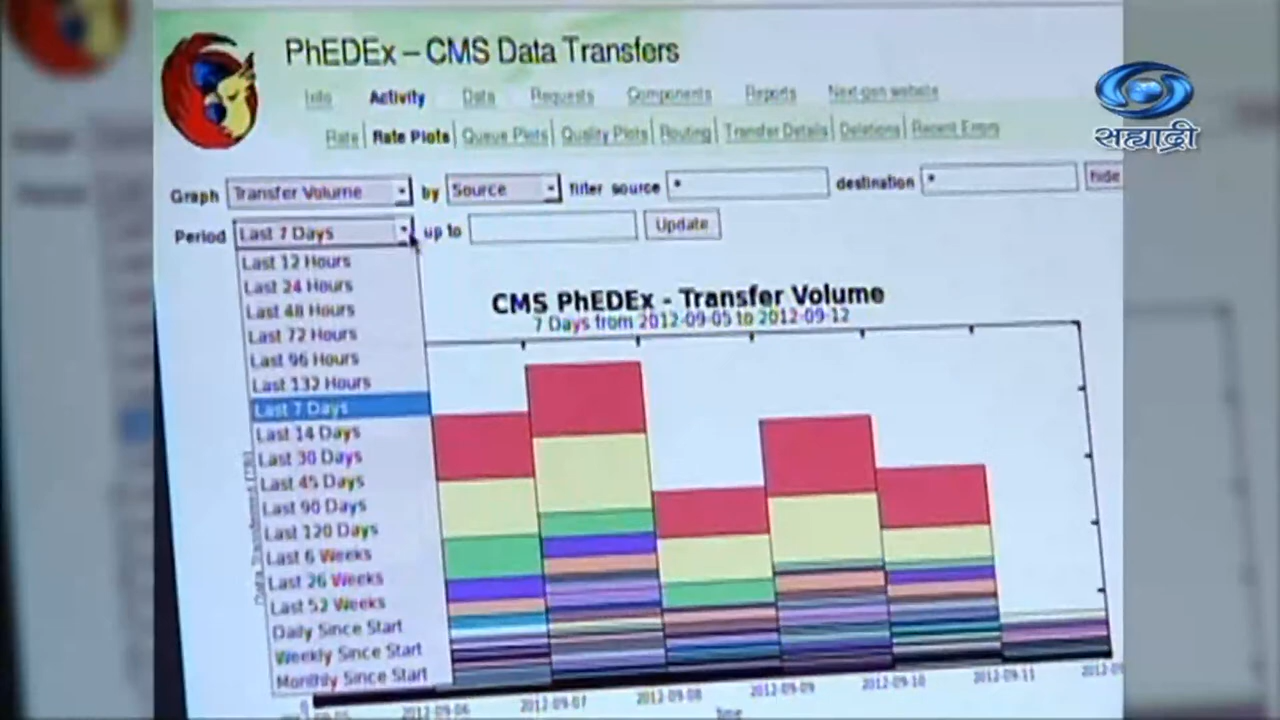 PhEDEx – CMS Data Transfers
सह्याद्री
Info Activity Data Requests Components Reports Next-gen website
Rate Rate Plots Queue Plots Quality Plots Routing Transfer Details Deletions Recent Errors
Graph Transfer Volume by Source filter source * destination * hide
Period Last 7 Days up to Update
Last 12 Hours
Last 24 Hours
Last 48 Hours
Last 72 Hours
Last 96 Hours
Last 132 Hours
Last 7 Days
Last 14 Days
Last 30 Days
Last 45 Days
Last 90 Days
Last 120 Days
Last 6 Weeks
Last 26 Weeks
Last 52 Weeks
Daily Since Start
Weekly Since Start
Monthly Since Start
CMS PhEDEx - Transfer Volume
7 Days from 2012-09-05 to 2012-09-12
0
2012-09-06 2012-09-07 2012-09-08 2012-09-09 2012-09-10 2012-09-11
time